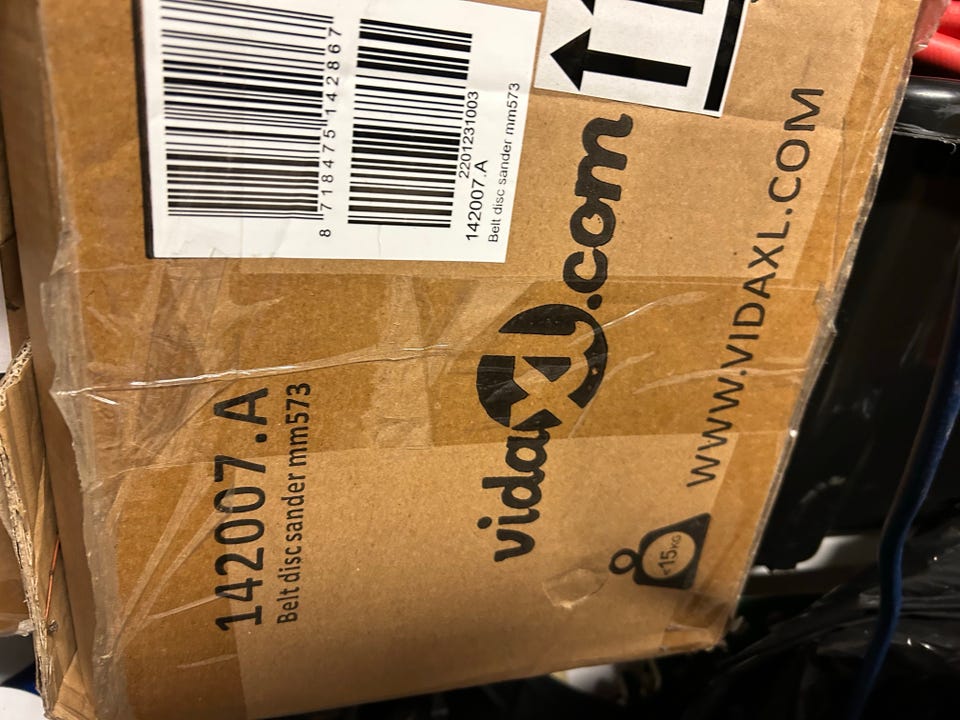 8 718475 142867
2201231003
142007.A
Belt disc sander mm573
142007.A
Belt disc sander mm573
vidaXL.com
<15KG
WWW.VIDAXL.COM